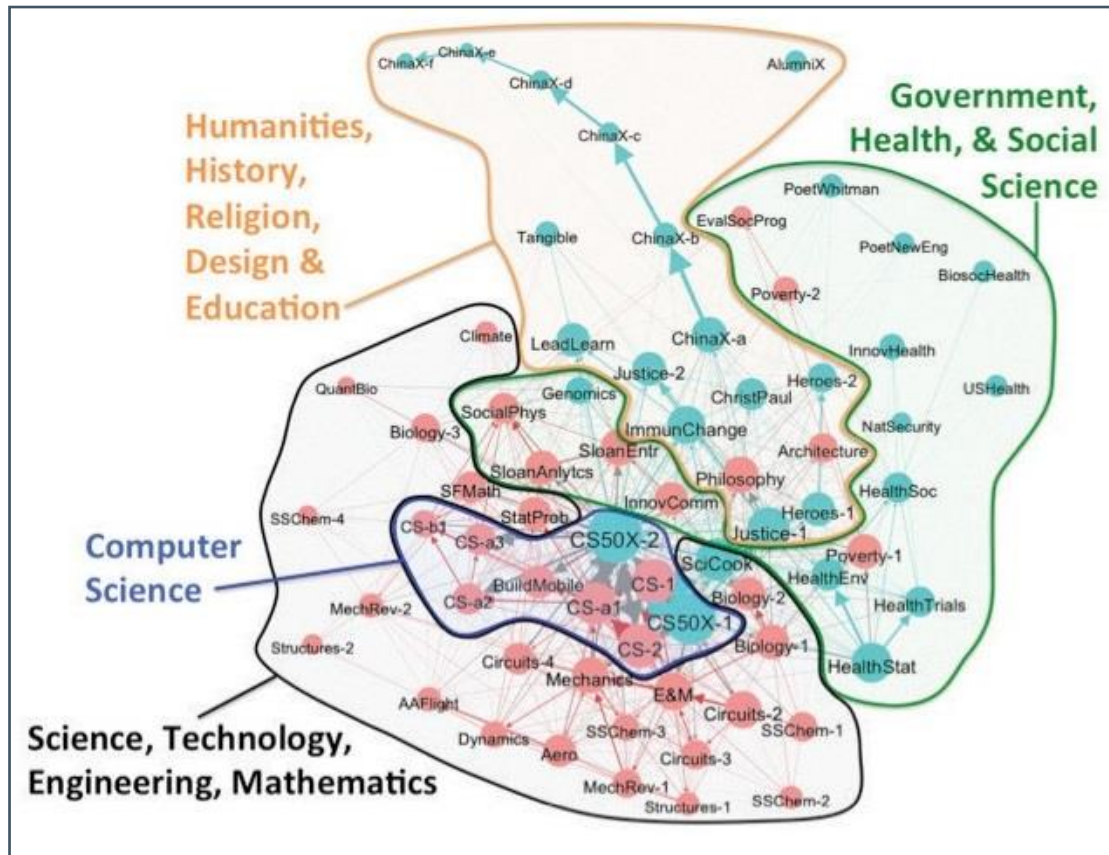 ChinaX-f
ChinaX-e
AlumniX
ChinaX-d
Government,
Health, & Social
Science
Humanities,
History,
Religion,
Design &
Education
ChinaX-c
PoetWhitman
EvalSocProg
Tangible
ChinaX-b
PoetNewEng
BiosocHealth
Poverty-2
Climate
LeadLearn
ChinaX-a
InnovHealth
Justice-2
Heroes-2
QuantBio
Genomics
ChristPaul
USHealth
SocialPhys
Biology-3
ImmunChange
NatSecurity
SloanEntr
Architecture
SloanAnlytcs
Philosophy
SFMath
InnovComm
HealthSoc
SSChem-4
StatProb
Heroes-1
CS-b1
Justice-1
Computer
Science
CS-a3
CS50X-2
SciCook
Poverty-1
HealthEnv
BuildMobile
CS-1
Biology-2
CS-a2
CS-a1
MechRev-2
HealthTrials
CS50X-1
Structures-2
CS-2
Biology-1
Circuits-4
Mechanics
HealthStat
E&M
AAFlight
Circuits-2
Science, Technology,
Engineering, Mathematics
Dynamics
SSChem-3
SSChem-1
Aero
Circuits-3
MechRev-1
Structures-1
SSChem-2